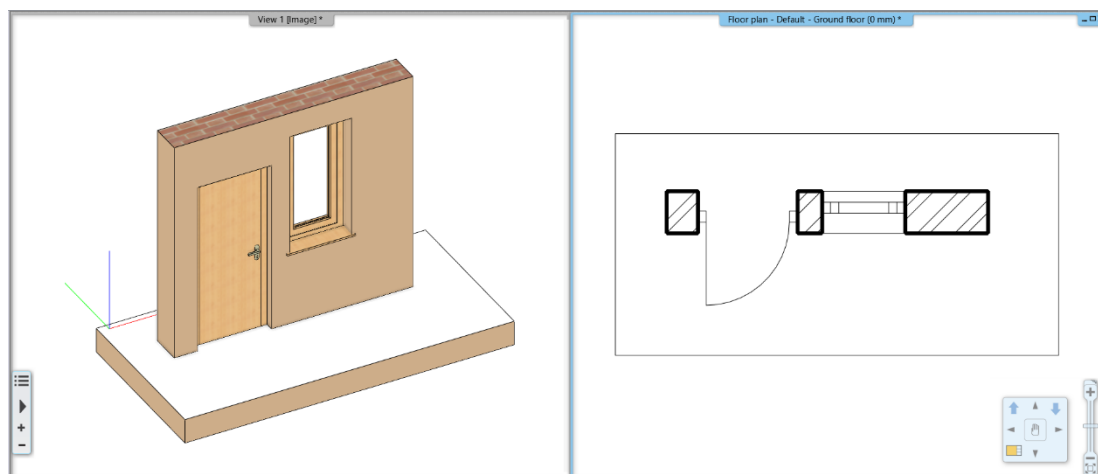 View 1 [Image] *
Floor plan - Default - Ground floor (0 mm) *